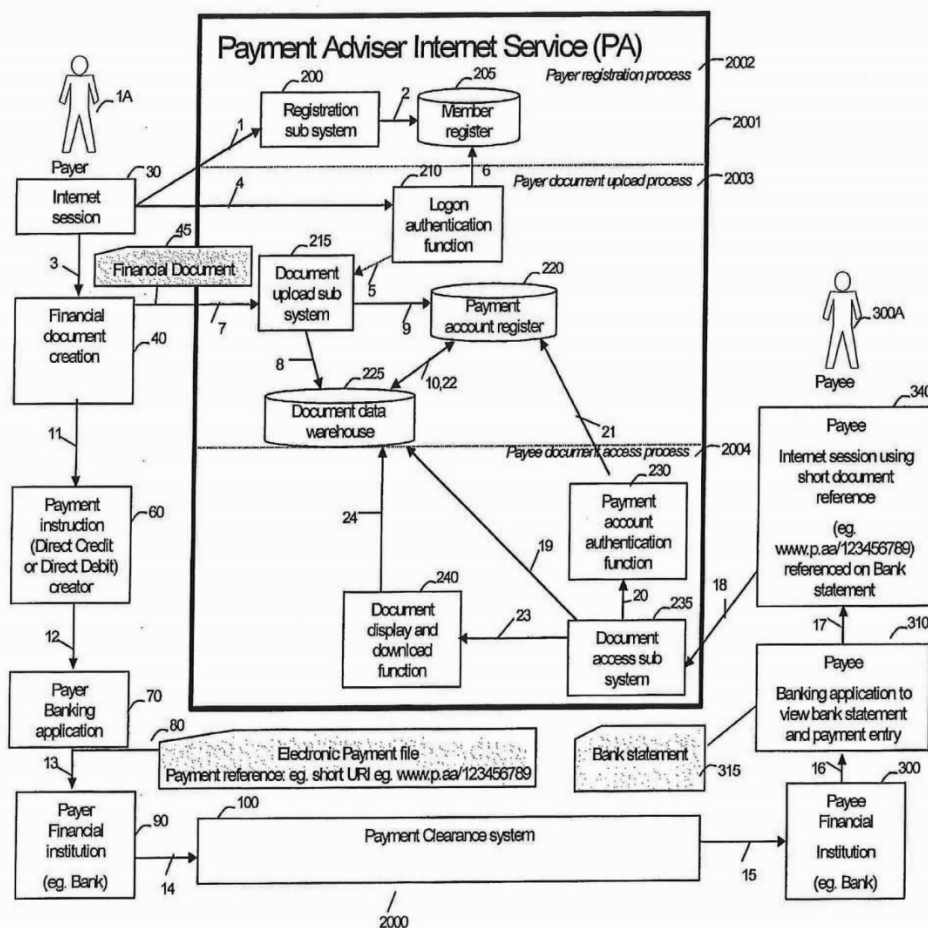 Payment Adviser Internet Service (PA)
2002
Payer registration process
200
205
1A
2
Registration
sub system
Member
register
2001
1
Payer
30
210
6
Payer document upload process
2003
Internet
session
4
Logon
authentication
function
45
215
3
Financial Document
Document
upload sub
system
5
220
Payment
account register
7
9
Financial
document
creation
40
300A
Payee
8
225
10,22
Document data
warehouse
340
11
21
Payee document access process
2004
Payee
Internet session using
short document
reference
(eg.
www.p.aa/123456789)
referenced on Bank
statement
230
Payment
account
authentication
function
Payment
instruction
(Direct Credit
or Direct Debit)
creator
60
24
19
240
20
235
18
Document
display and
download
function
23
Document
access sub
system
12
17
310
Payer
Banking
application
70
Payee
Banking application to
view bank statement
and payment entry
80
Electronic Payment file
Payment reference: eg. short URI eg. www.p.aa/123456789
Bank statement
315
13
16
300
Payer
Financial
institution
(eg. Bank)
90
100
Payment Clearance system
Payee
Financial
Institution
(eg. Bank)
14
15
2000